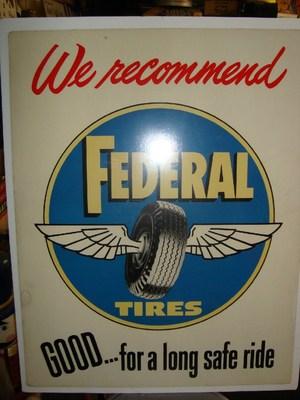 We recommend
FEDERAL
TIRES
GOOD...for a long safe ride